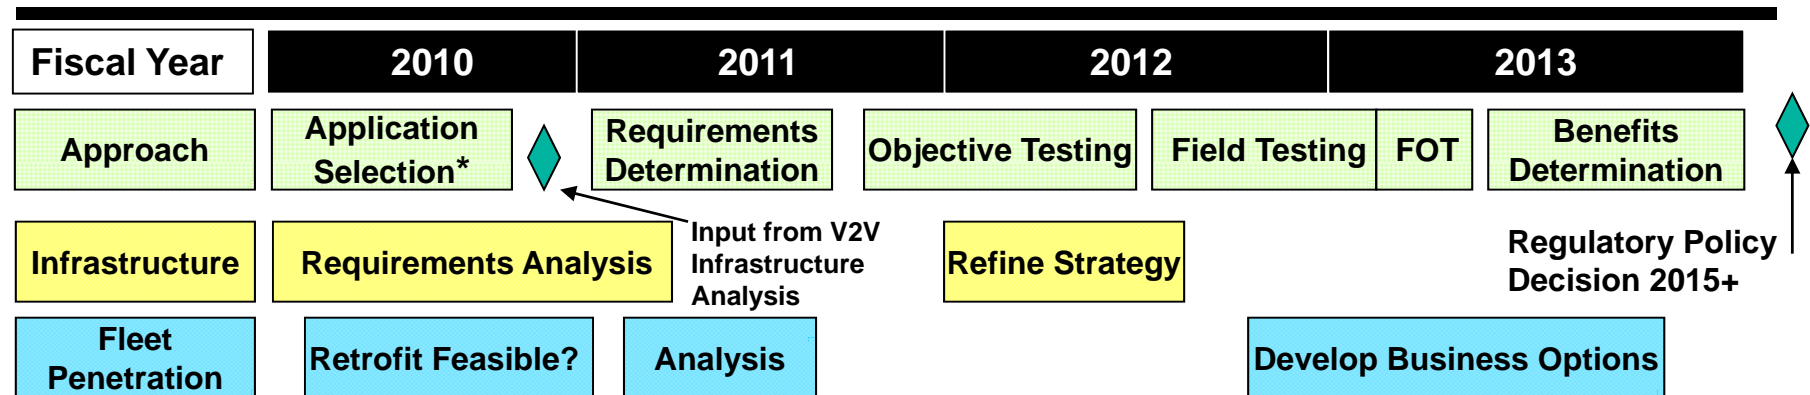 Fiscal Year
2010
2011
2012
2013
Approach
Application
Selection*
Requirements
Determination
Objective Testing
Field Testing
FOT
Benefits
Determination
Input from V2V
Infrastructure
Analysis
Regulatory Policy
Decision 2015+
Infrastructure
Requirements Analysis
Refine Strategy
Fleet
Penetration
Retrofit Feasible?
Analysis
Develop Business Options